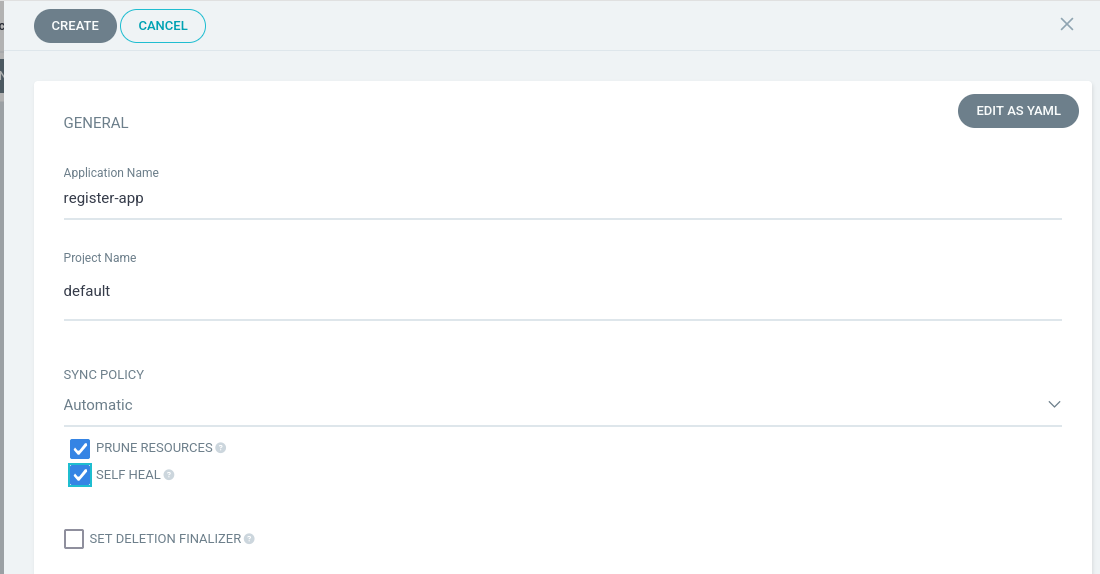 CREATE CANCEL
EDIT AS YAML
GENERAL
Application Name
register-app
Project Name
default
SYNC POLICY
Automatic
PRUNE RESOURCES ?
SELF HEAL ?
SET DELETION FINALIZER ?